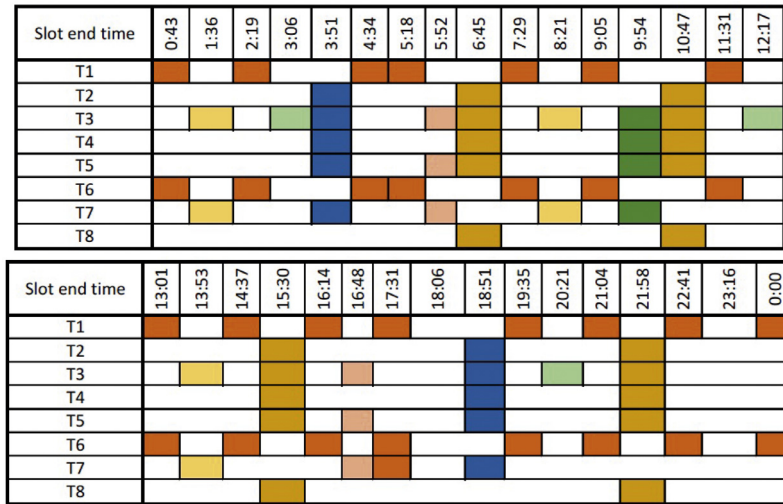 Slot end time 0:43 1:36 2:19 3:06 3:51 4:34 5:18 5:52 6:45 7:29 8:21 9:05 9:54 10:47 11:31 12:17
T1
T2
T3
T4
T5
T6
T7
T8
Slot end time 13:01 13:53 14:37 15:30 16:14 16:48 17:31 18:06 18:51 19:35 20:21 21:04 21:58 22:41 23:16 0:00
T1
T2
T3
T4
T5
T6
T7
T8